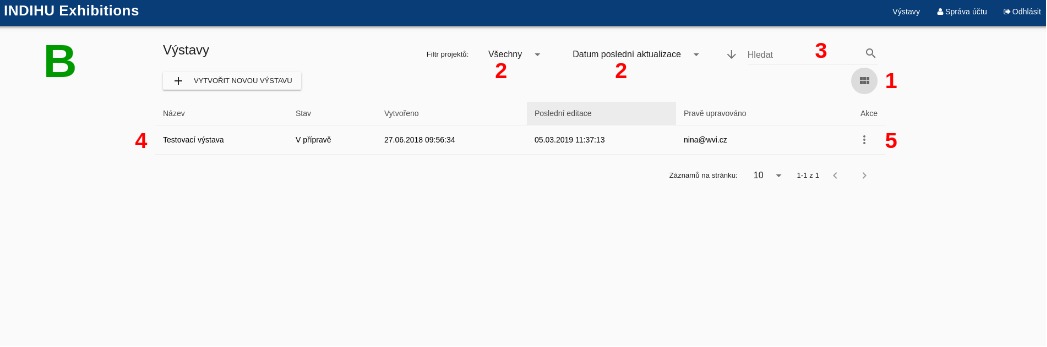 INDIHU Exhibitions
Výstavy Správa účtu Odhlásit
B
Výstavy
Filtr projektů: Všechny Datum poslední aktualizace Hledat 3
2 2
VYTVOŘIT NOVOU VÝSTAVU 1
Název Stav Vytvořeno Poslední editace Právě upravováno Akce
4 Testovací výstava V přípravě 27.06.2018 09:56:34 05.03.2019 11:37:13 nina@wvi.cz 5
Záznamů na stránku: 10 1-1 z 1